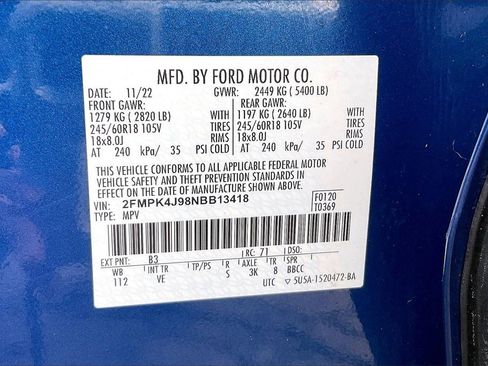 MFD. BY FORD MOTOR CO.
DATE: 11/22 GVWR: 2449 KG ( 5400 LB)
FRONT GAWR: REAR GAWR:
1279 KG ( 2820 LB) WITH 1197 KG ( 2640 LB) WITH
245/60R18 105V TIRES 245/60R18 105V TIRES
18x8.0J RIMS 18x8.0J RIMS
AT 240 kPa/ 35 PSI COLD AT 240 kPa/ 35 PSI COLD
THIS VEHICLE CONFORMS TO ALL APPLICABLE FEDERAL MOTOR
VEHICLE SAFETY AND THEFT PREVENTION STANDARDS IN
EFFECT ON THE DATE OF MANUFACTURE SHOWN ABOVE.
VIN: 2FMPK4J98NBB13418 F0120
TYPE: MPV T0369
EXT PNT: B3 RC: 71 DSO:
WB INT TR TP/PS R AXLE TR SPR
112 VE S 3K 8 BBCC
UTC ▽ 5U5A-1520472-BA